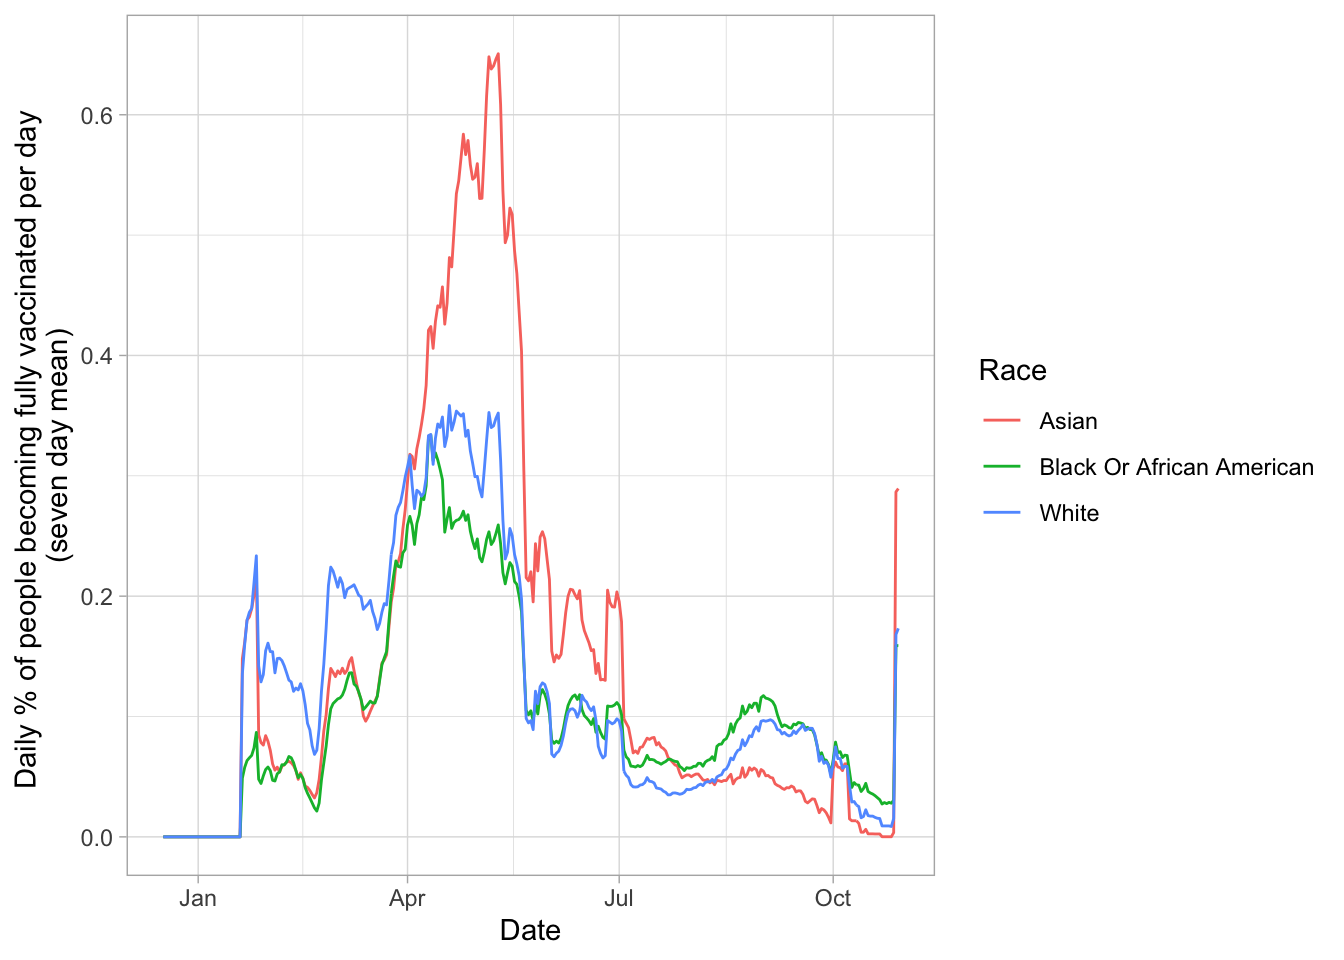 Daily % of people becoming fully vaccinated per day
(seven day mean)
0.6
0.4
0.2
0.0
Jan
Apr
Jul
Oct
Date
Race
Asian
Black Or African American
White